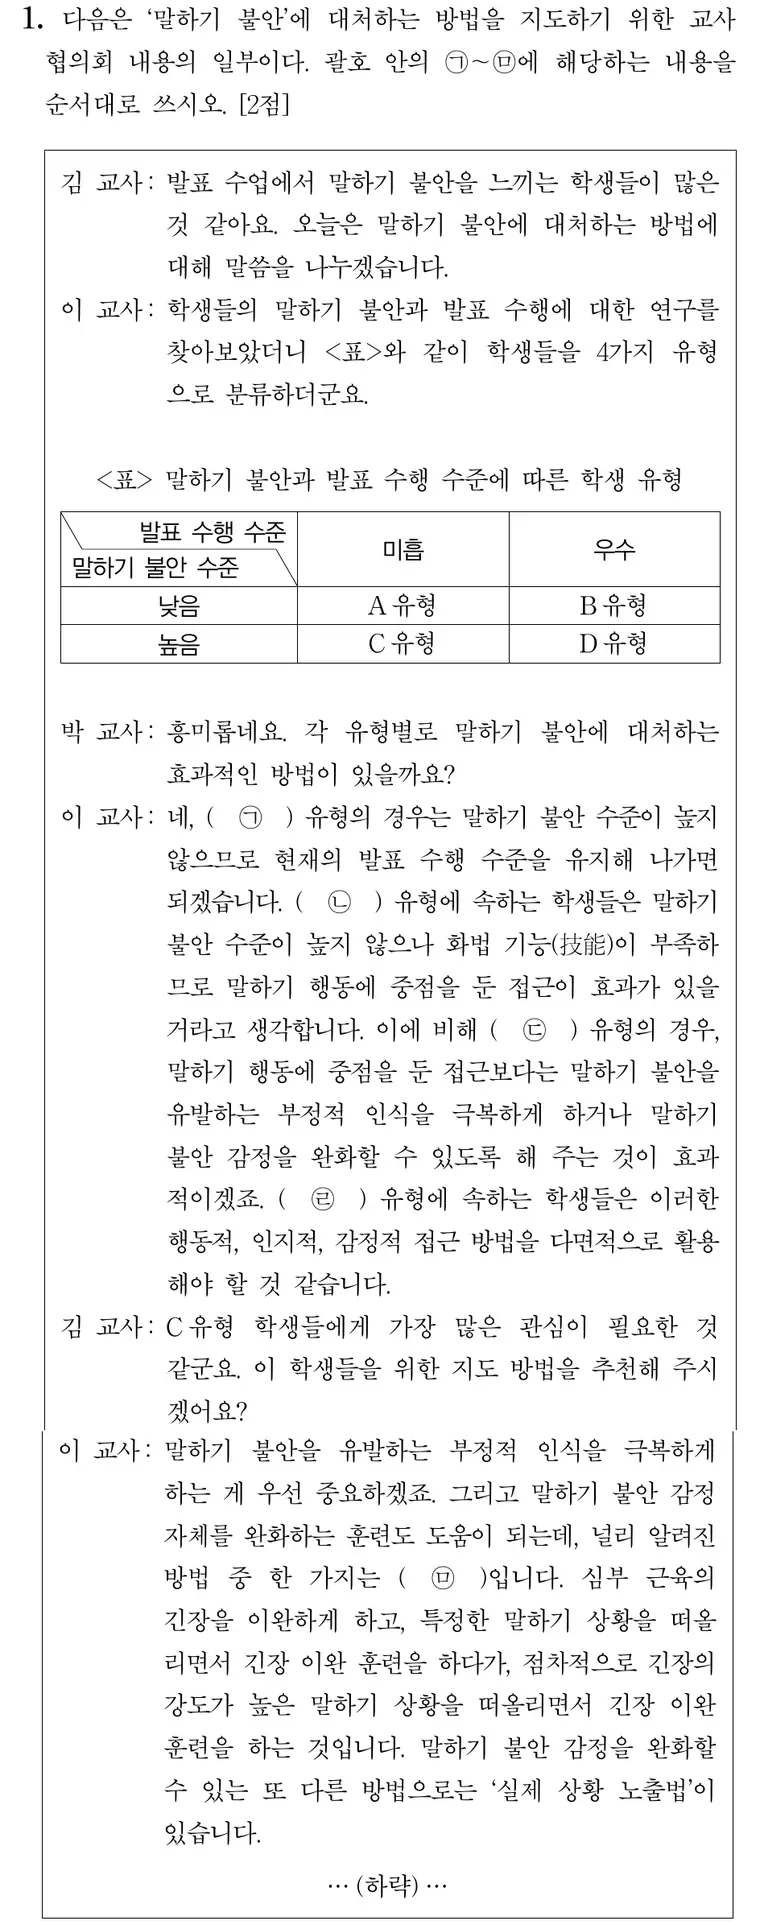 1. 다음은 ‘말하기 불안’에 대처하는 방법을 지도하기 위한 교사
협의회 내용의 일부이다. 괄호 안의 ㉠~㉤에 해당하는 내용을
순서대로 쓰시오. [2점]
김 교사: 발표 수업에서 말하기 불안을 느끼는 학생들이 많은
것 같아요. 오늘은 말하기 불안에 대처하는 방법에
대해 말씀을 나누겠습니다.
이 교사: 학생들의 말하기 불안과 발표 수행에 대한 연구를
찾아보았더니 <표>와 같이 학생들을 4가지 유형
으로 분류하더군요.
<표> 말하기 불안과 발표 수행 수준에 따른 학생 유형
발표 수행 수준
말하기 불안 수준
미흡
우수
낮음
A 유형
B 유형
높음
C 유형
D 유형
박 교사: 흥미롭네요. 각 유형별로 말하기 불안에 대처하는
효과적인 방법이 있을까요?
이 교사: 네, ( ㉠ ) 유형의 경우는 말하기 불안 수준이 높지
않으므로 현재의 발표 수행 수준을 유지해 나가면
되겠습니다. ( ㉡ ) 유형에 속하는 학생들은 말하기
불안 수준이 높지 않으나 화법 기능(技能)이 부족하
므로 말하기 행동에 중점을 둔 접근이 효과가 있을
거라고 생각합니다. 이에 비해 ( ㉢ ) 유형의 경우,
말하기 행동에 중점을 둔 접근보다는 말하기 불안을
유발하는 부정적 인식을 극복하게 하거나 말하기
불안 감정을 완화할 수 있도록 해 주는 것이 효과
적이겠죠. ( ㉣ ) 유형에 속하는 학생들은 이러한
행동적, 인지적, 감정적 접근 방법을 다면적으로 활용
해야 할 것 같습니다.
김 교사: C 유형 학생들에게 가장 많은 관심이 필요한 것
같군요. 이 학생들을 위한 지도 방법을 추천해 주시
겠어요?
이 교사: 말하기 불안을 유발하는 부정적 인식을 극복하게
하는 게 우선 중요하겠죠. 그리고 말하기 불안 감정
자체를 완화하는 훈련도 도움이 되는데, 널리 알려진
방법 중 한 가지는 ( ㉤ )입니다. 심부 근육의
긴장을 이완하게 하고, 특정한 말하기 상황을 떠올
리면서 긴장 이완 훈련을 하다가, 점차적으로 긴장의
강도가 높은 말하기 상황을 떠올리면서 긴장 이완
훈련을 하는 것입니다. 말하기 불안 감정을 완화할
수 있는 또 다른 방법으로는 ‘실제 상황 노출법’이
있습니다.
… (하략) …